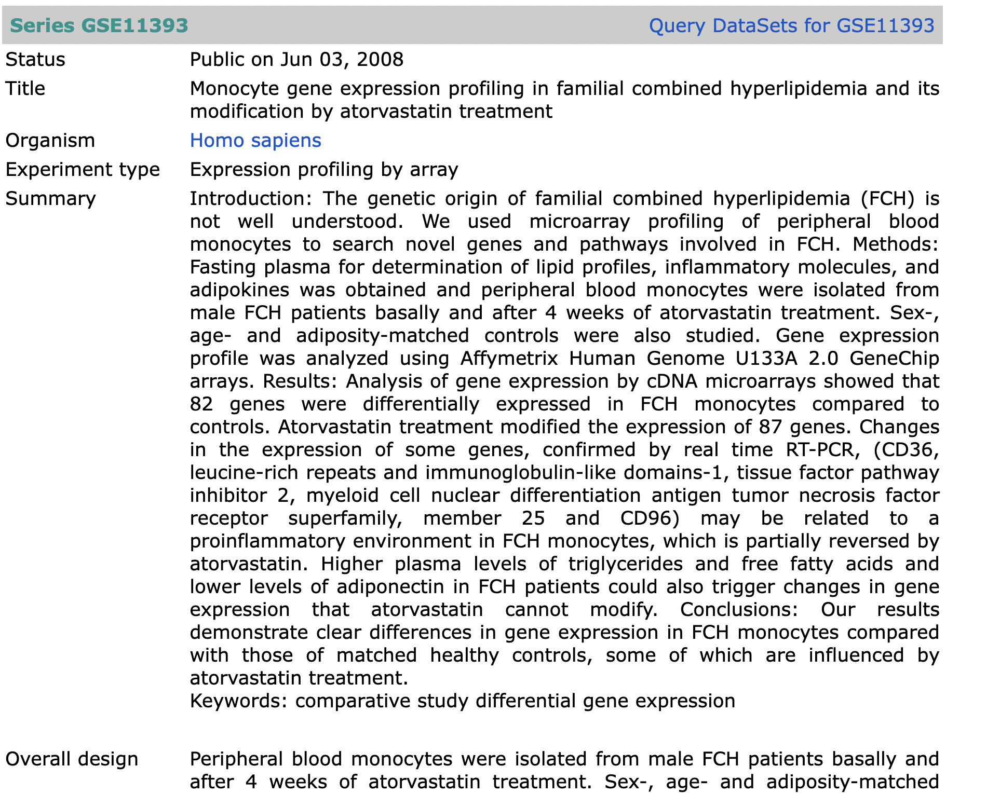 Series GSE11393 Query DataSets for GSE11393
Status Public on Jun 03, 2008
Title Monocyte gene expression profiling in familial combined hyperlipidemia and its
modification by atorvastatin treatment
Organism Homo sapiens
Experiment type Expression profiling by array
Summary Introduction: The genetic origin of familial combined hyperlipidemia (FCH) is
not well understood. We used microarray profiling of peripheral blood
monocytes to search novel genes and pathways involved in FCH. Methods:
Fasting plasma for determination of lipid profiles, inflammatory molecules, and
adipokines was obtained and peripheral blood monocytes were isolated from
male FCH patients basally and after 4 weeks of atorvastatin treatment. Sex-,
age- and adiposity-matched controls were also studied. Gene expression
profile was analyzed using Affymetrix Human Genome U133A 2.0 GeneChip
arrays. Results: Analysis of gene expression by cDNA microarrays showed that
82 genes were differentially expressed in FCH monocytes compared to
controls. Atorvastatin treatment modified the expression of 87 genes. Changes
in the expression of some genes, confirmed by real time RT-PCR, (CD36,
leucine-rich repeats and immunoglobulin-like domains-1, tissue factor pathway
inhibitor 2, myeloid cell nuclear differentiation antigen tumor necrosis factor
receptor superfamily, member 25 and CD96) may be related to a
proinflammatory environment in FCH monocytes, which is partially reversed by
atorvastatin. Higher plasma levels of triglycerides and free fatty acids and
lower levels of adiponectin in FCH patients could also trigger changes in gene
expression that atorvastatin cannot modify. Conclusions: Our results
demonstrate clear differences in gene expression in FCH monocytes compared
with those of matched healthy controls, some of which are influenced by
atorvastatin treatment.
Keywords: comparative study differential gene expression
Overall design Peripheral blood monocytes were isolated from male FCH patients basally and
after 4 weeks of atorvastatin treatment. Sex-, age- and adiposity-matched